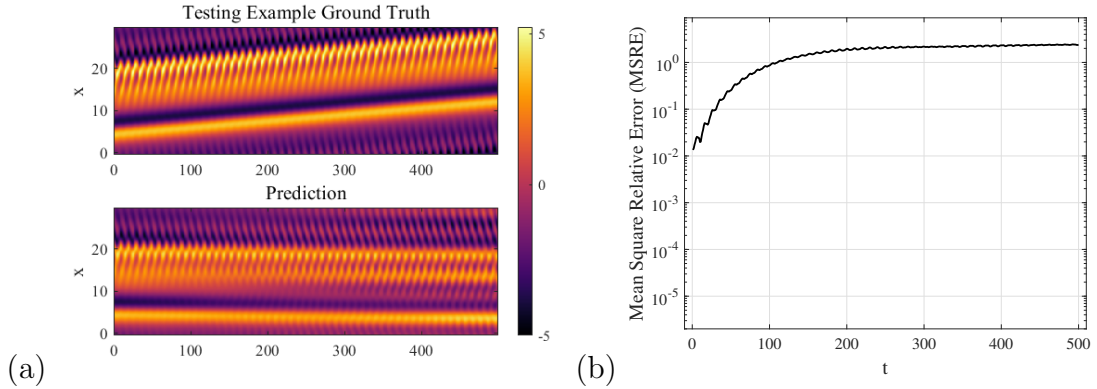 Testing Example Ground Truth
20
10
0
x
0 100 200 300 400
Prediction
20
10
0
x
0 100 200 300 400
5
0
-5
(a)
Mean Square Relative Error (MSRE)
10^0
10^-1
10^-2
10^-3
10^-4
10^-5
0 100 200 300 400 500
t
(b)